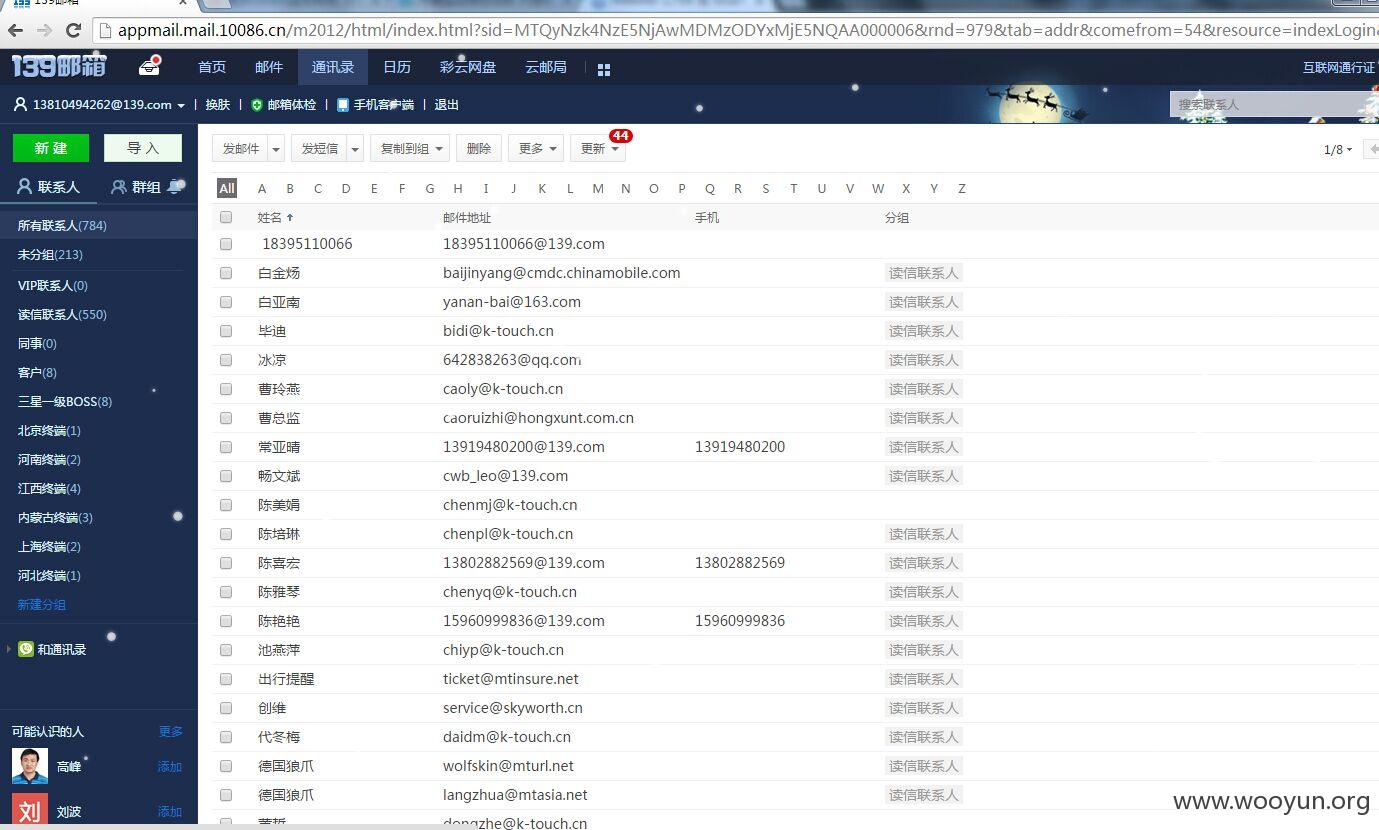 139邮箱
appmail.mail.10086.cn/m2012/html/index.html?sid=MTQyNzk4NzE5NjAwMDMzODYxMjE5NQAA000006&rnd=979&tab=addr&comefrom=54&resource=indexLogin&
139邮箱 首页 邮件 通讯录 日历 彩云网盘 云邮局 互联网通行证
13810494262@139.com 换肤 邮箱体检 手机客户端 退出 搜索联系人
新 建 导 入 发邮件 发短信 复制到组 删除 更多 更新 44 1/8
联系人 群组 All A B C D E F G H I J K L M N O P Q R S T U V W X Y Z
姓名 邮件地址 手机 分组
所有联系人(784)
未分组(213)
VIP联系人(0)
读信联系人(550)
同事(0)
客户(8)
三星一级BOSS(8)
北京终端(1)
河南终端(2)
江西终端(4)
内蒙古终端(3)
上海终端(2)
河北终端(1)
新建分组
和通讯录
可能认识的人 更多
高峰 添加
刘 刘波 添加
18395110066 18395110066@139.com
白金炀 baijinyang@cmdc.chinamobile.com 读信联系人
白亚南 yanan-bai@163.com 读信联系人
毕迪 bidi@k-touch.cn 读信联系人
冰凉 642838263@qq.com 读信联系人
曹玲燕 caoly@k-touch.cn 读信联系人
曹总监 caoruizhi@hongxunt.com.cn 读信联系人
常亚晴 13919480200@139.com 13919480200 读信联系人
畅文斌 cwb_leo@139.com 读信联系人
陈美娟 chenmj@k-touch.cn
陈培琳 chenpl@k-touch.cn 读信联系人
陈喜宏 13802882569@139.com 13802882569 读信联系人
陈雅琴 chenyq@k-touch.cn 读信联系人
陈艳艳 15960999836@139.com 15960999836 读信联系人
池燕萍 chiyp@k-touch.cn 读信联系人
出行提醒 ticket@mtinsure.net 读信联系人
创维 service@skyworth.cn 读信联系人
代冬梅 daidm@k-touch.cn 读信联系人
德国狼爪 wolfskin@mturl.net 读信联系人
德国狼爪 langzhua@mtasia.net 读信联系人
dongzhe@k-touch.cn
www.wooyun.org